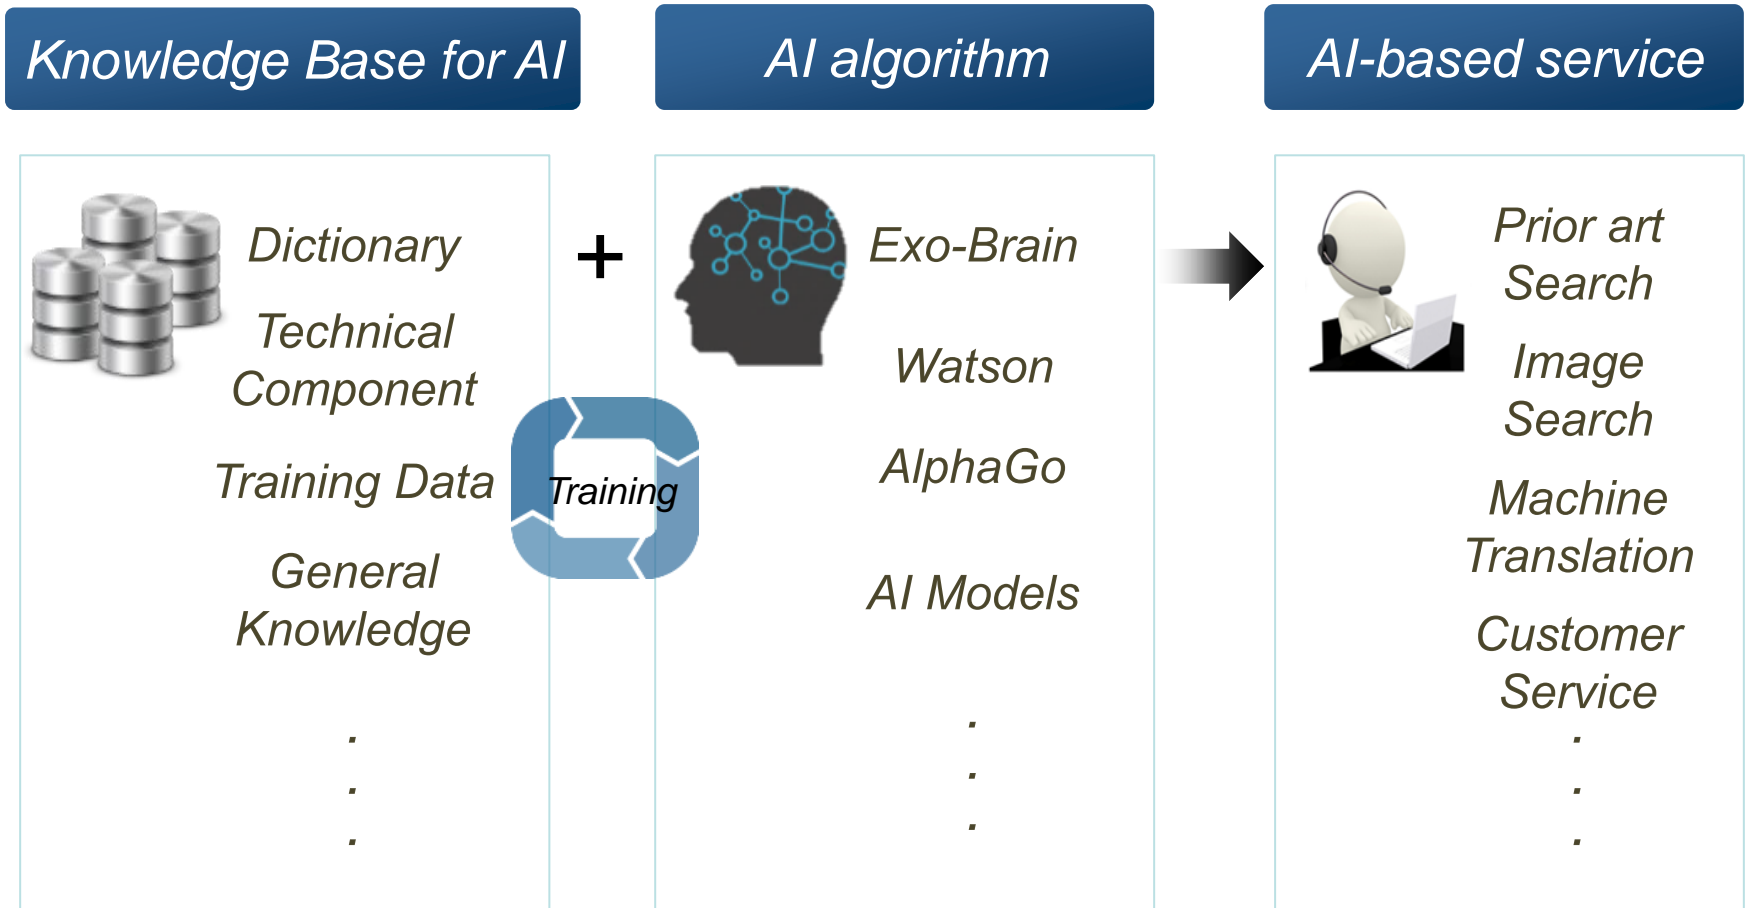 Knowledge Base for AI
AI algorithm
AI-based service
Dictionary
Technical
Component
Training Data
General
Knowledge
.
.
.
+
Training
Exo-Brain
Watson
AlphaGo
AI Models
.
.
.
Prior art
Search
Image
Search
Machine
Translation
Customer
Service
.
.
.